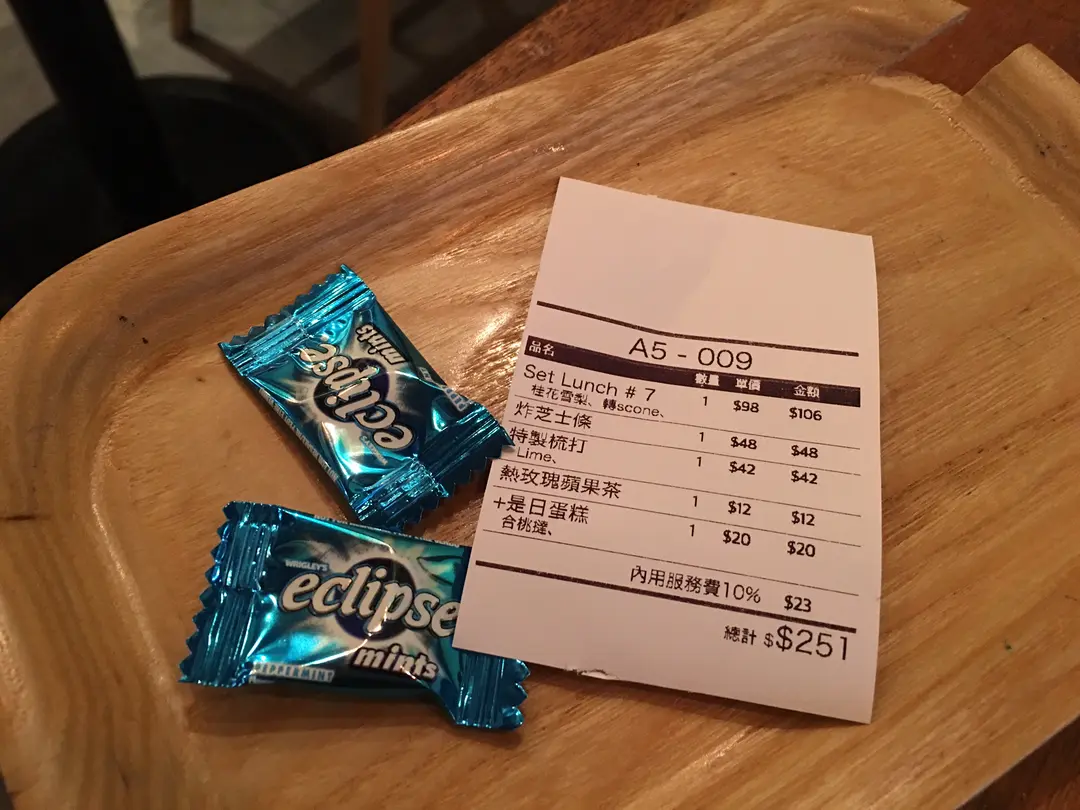 A5 - 009
品名 數量 單價 金額
Set Lunch # 7 1 $98 $106
桂花雪梨、轉scone、
炸芝士條 1 $48 $48
特製梳打 1 $42 $42
Lime、
熱玫瑰蘋果茶 1 $12 $12
+是日蛋糕 1 $20 $20
合桃撻、
內用服務費10% $23
總計 $$251
eclipse
mints
WRIGLEY'S
eclipse
mints
PEPPERMINT